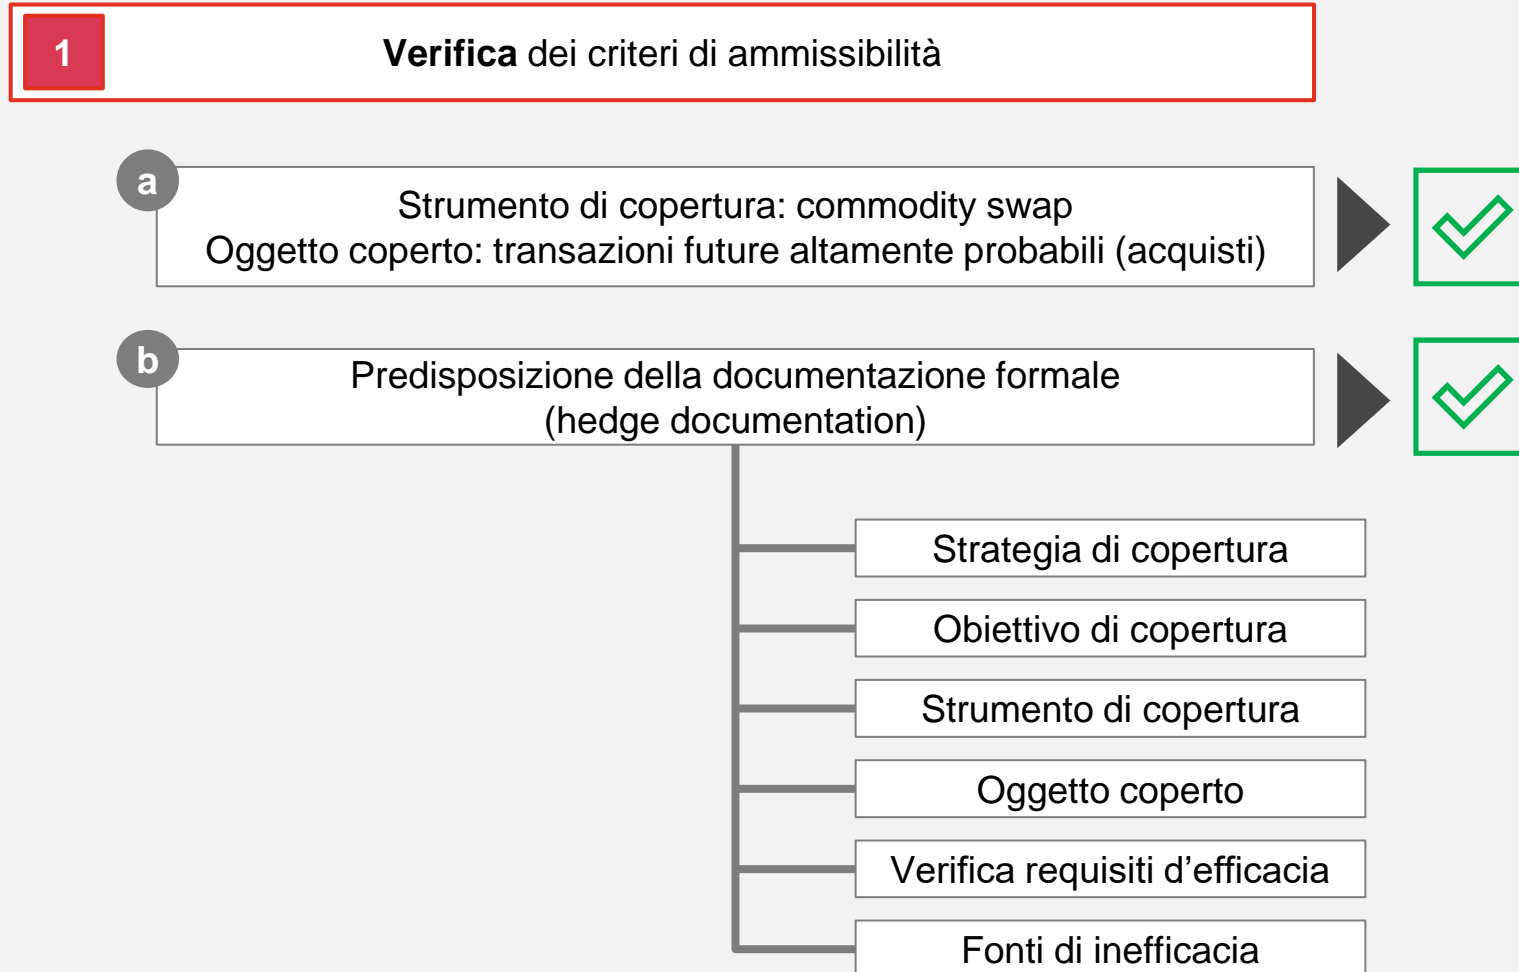 1
Verifica dei criteri di ammissibilità
a
Strumento di copertura: commodity swap
Oggetto coperto: transazioni future altamente probabili (acquisti)
b
Predisposizione della documentazione formale
(hedge documentation)
Strategia di copertura
Obiettivo di copertura
Strumento di copertura
Oggetto coperto
Verifica requisiti d’efficacia
Fonti di inefficacia